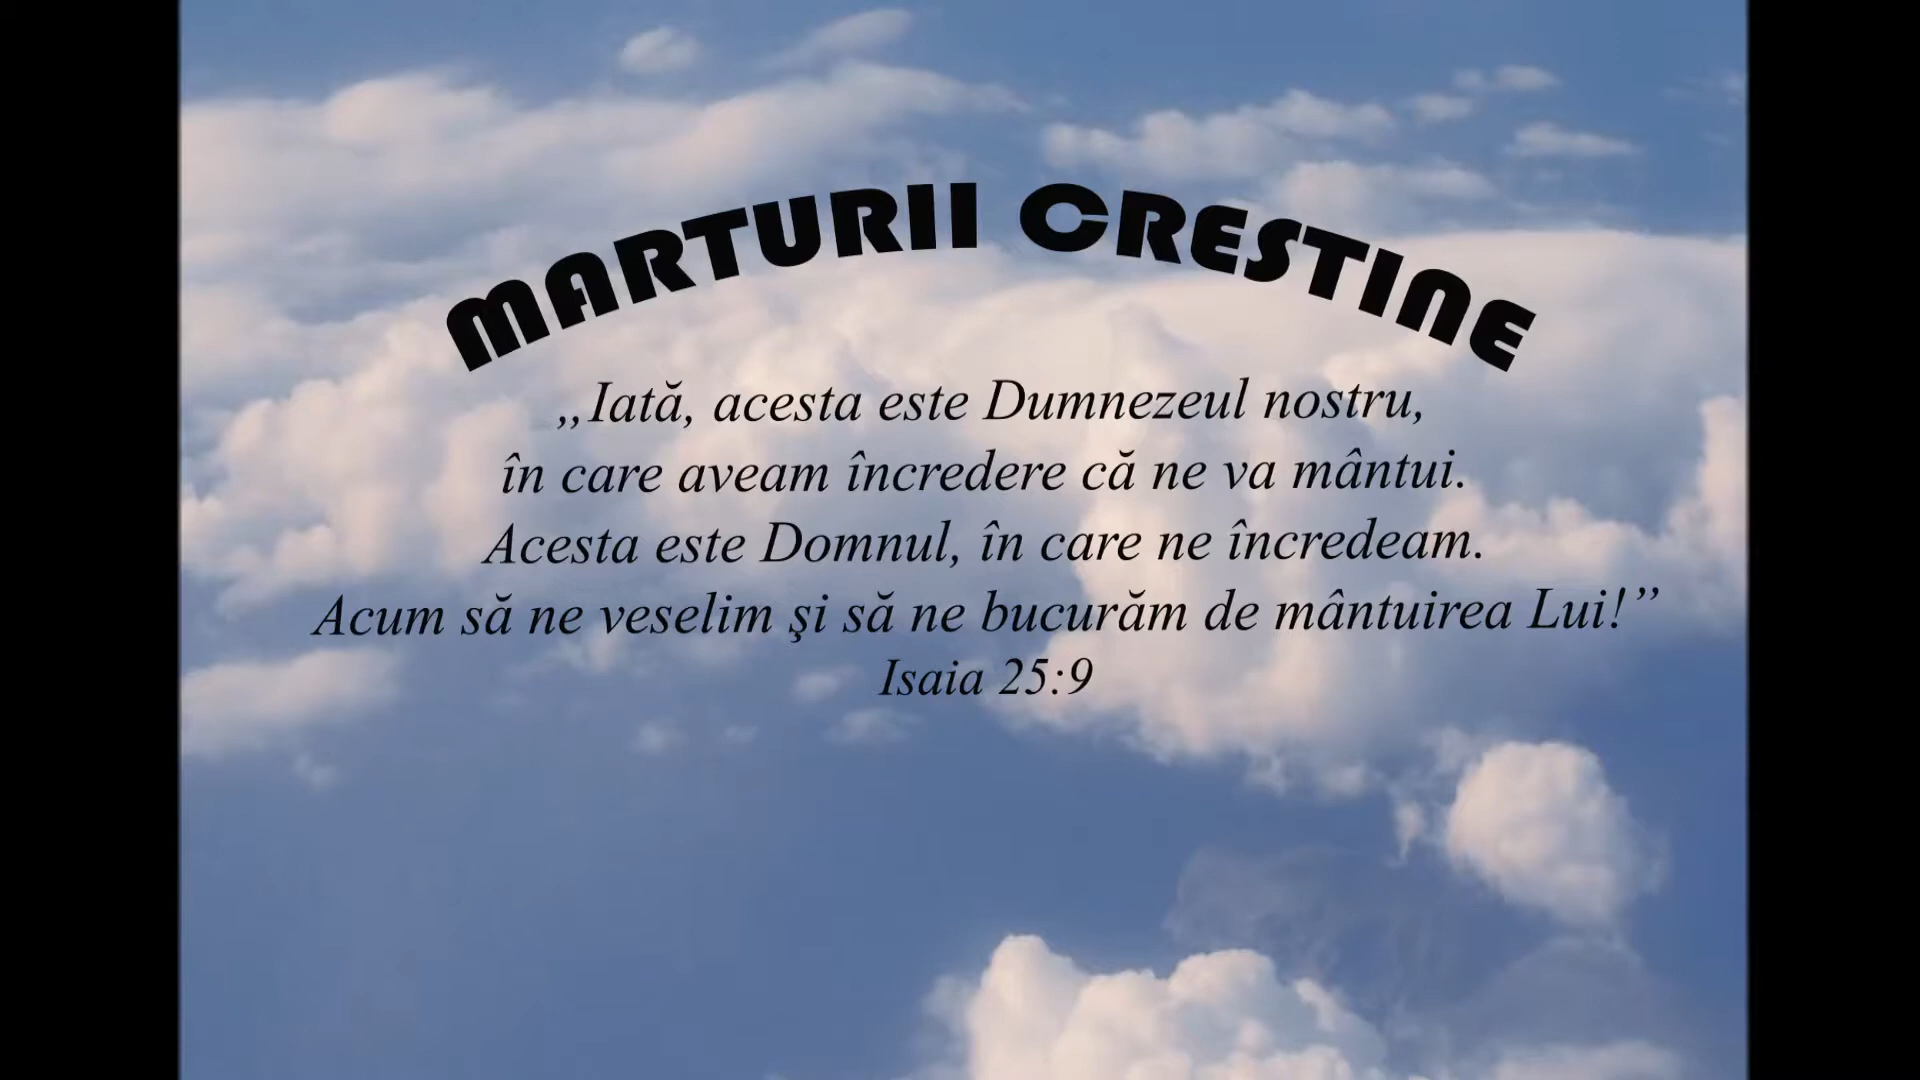 MARTURII CRESTINE
„Iată, acesta este Dumnezeul nostru,
în care aveam încredere că ne va mântui.
Acesta este Domnul, în care ne încredeam.
Acum să ne veselim şi să ne bucurăm de mântuirea Lui!”
Isaia 25:9